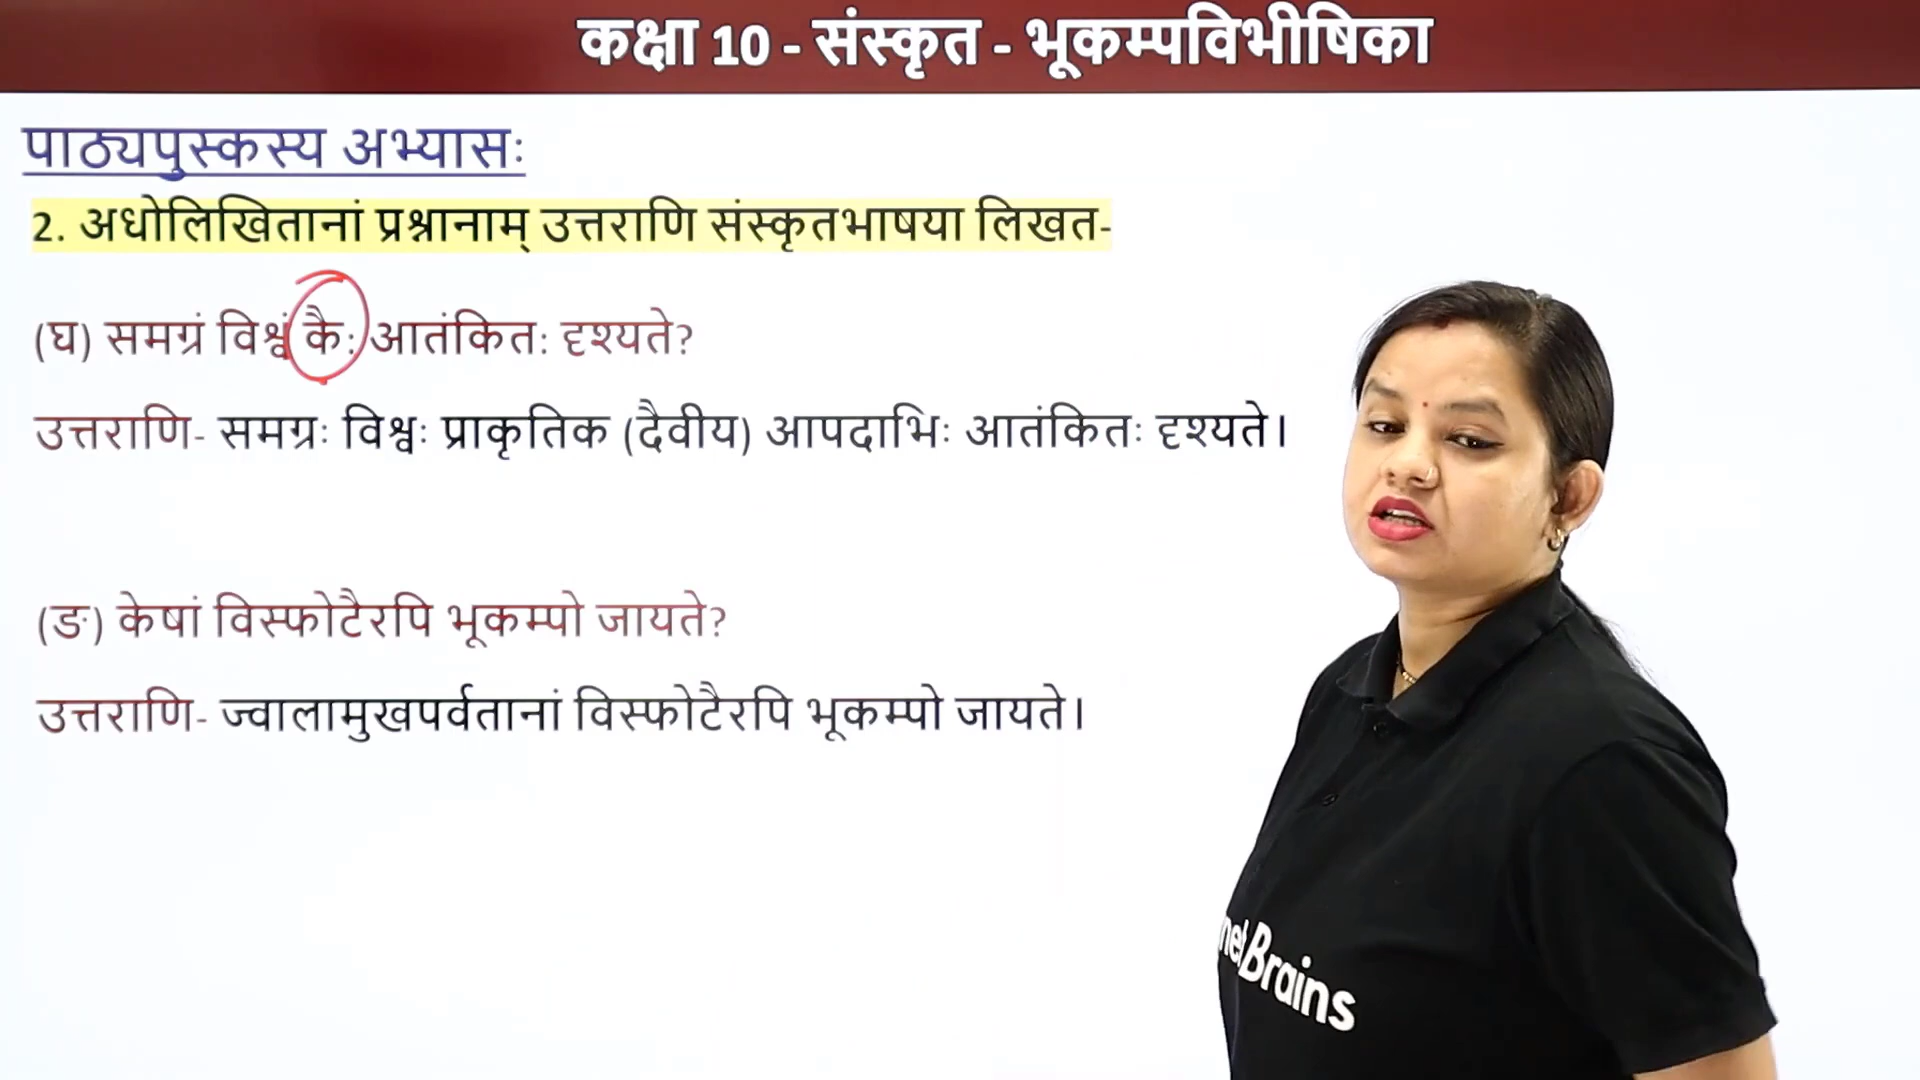 कक्षा 10 - संस्कृत - भूकम्पविभीषिका
पाठ्यपुस्कस्य अभ्यासः
2. अधोलिखितानां प्रश्नानाम् उत्तराणि संस्कृतभाषया लिखत-
(घ) समग्रं विश्वं कैः आतंकितः दृश्यते?
उत्तराणि- समग्रः विश्वः प्राकृतिक (दैवीय) आपदाभिः आतंकितः दृश्यते।
(ङ) केषां विस्फोटैरपि भूकम्पो जायते?
उत्तराणि- ज्वालामुखपर्वतानां विस्फोटैरपि भूकम्पो जायते।
Brains